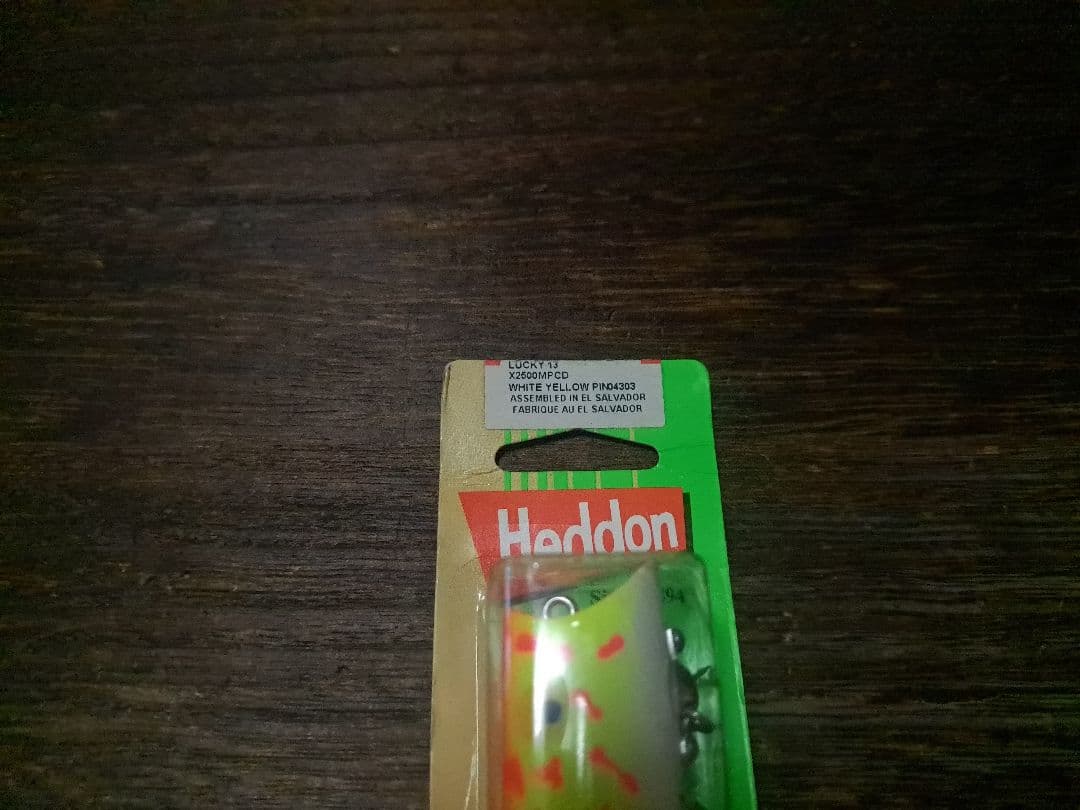 LUCKY 13
X2500MPCD
WHITE YELLOW PIN04303
ASSEMBLED IN EL SALVADOR
FABRIQUE AU EL SALVADOR
Heddon